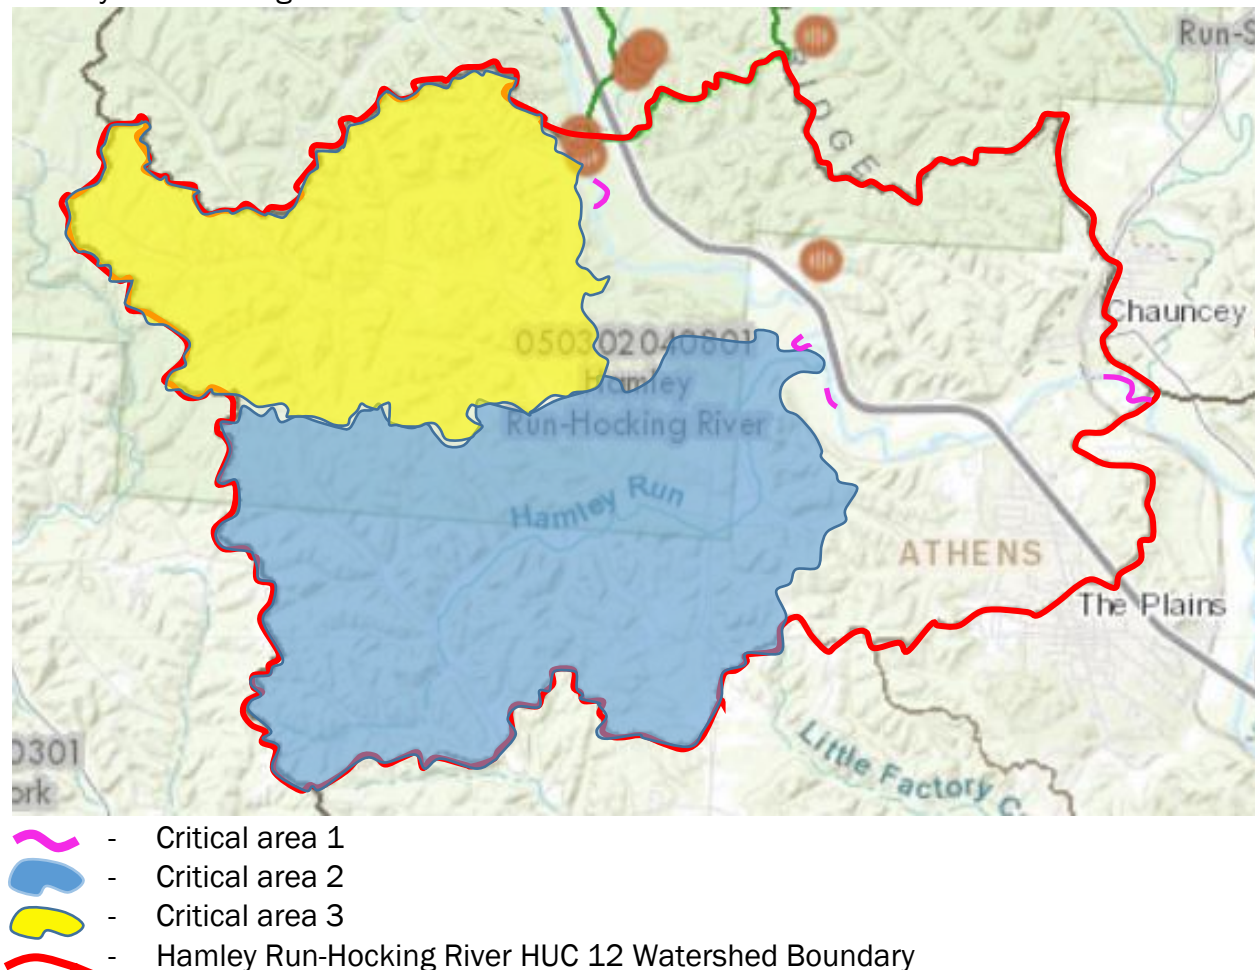 Run-S
RIDGE
Chauncey
050302040801
Hamley
Run-Hocking River
Hamley Run
ATHENS
The Plains
Little Factory C
0301
ork
- Critical area 1
- Critical area 2
- Critical area 3
- Hamley Run-Hocking River HUC 12 Watershed Boundary